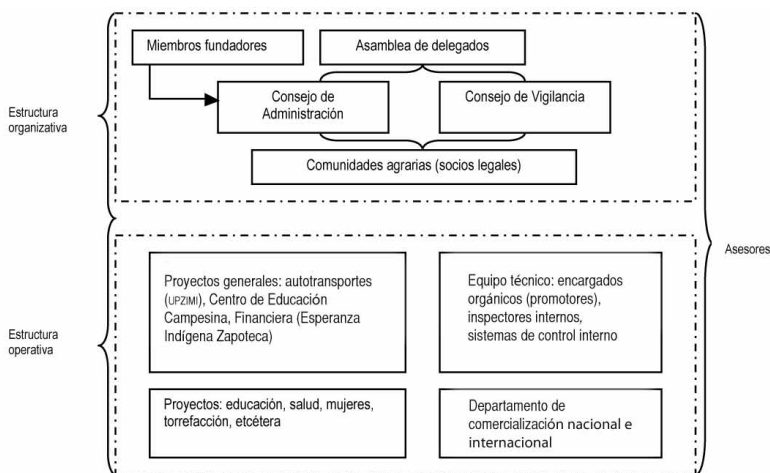 Miembros fundadores
Asamblea de delegados
Consejo de
Administración
Consejo de Vigilancia
Comunidades agrarias (socios legales)
Estructura
organizativa
Asesores
Proyectos generales: autotransportes
(UPZIMI), Centro de Educación
Campesina, Financiera (Esperanza
Indígena Zapoteca)
Equipo técnico: encargados
orgánicos (promotores),
inspectores internos,
sistemas de control interno
Estructura
operativa
Proyectos: educación, salud, mujeres,
torrefacción, etcétera
Departamento de
comercialización nacional e
internacional